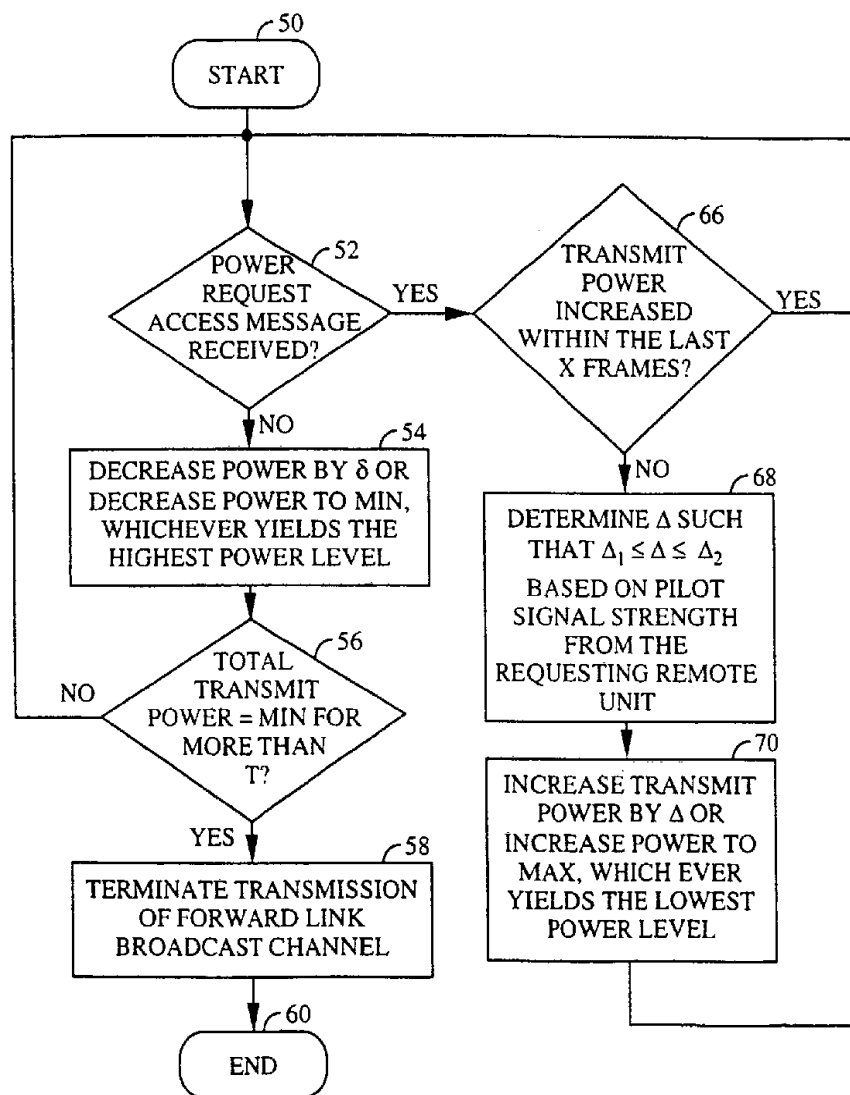 50
START
52
POWER
REQUEST
ACCESS MESSAGE
RECEIVED?
YES
NO
66
TRANSMIT
POWER
INCREASED
WITHIN THE LAST
X FRAMES?
YES
NO
54
DECREASE POWER BY δ OR
DECREASE POWER TO MIN,
WHICHEVER YIELDS THE
HIGHEST POWER LEVEL
68
DETERMINE Δ SUCH
THAT Δ₁ ≤ Δ ≤ Δ₂
BASED ON PILOT
SIGNAL STRENGTH
FROM THE
REQUESTING REMOTE
UNIT
56
TOTAL
TRANSMIT
POWER = MIN FOR
MORE THAN
T?
NO
YES
70
INCREASE TRANSMIT
POWER BY Δ OR
INCREASE POWER TO
MAX, WHICH EVER
YIELDS THE LOWEST
POWER LEVEL
58
TERMINATE TRANSMISSION
OF FORWARD LINK
BROADCAST CHANNEL
60
END